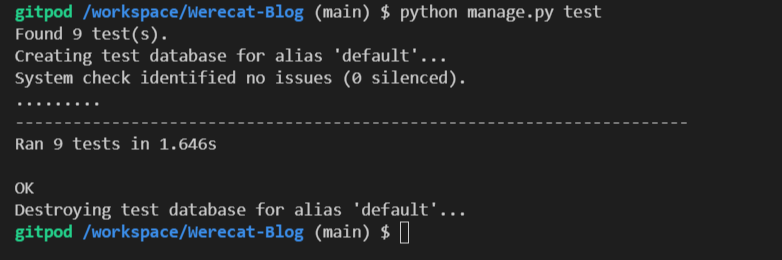 gitpod /workspace/Werecat-Blog (main) $ python manage.py test
Found 9 test(s).
Creating test database for alias 'default'...
System check identified no issues (0 silenced).
.........
----------------------------------------------------------------------
Ran 9 tests in 1.646s
OK
Destroying test database for alias 'default'...
gitpod /workspace/Werecat-Blog (main) $